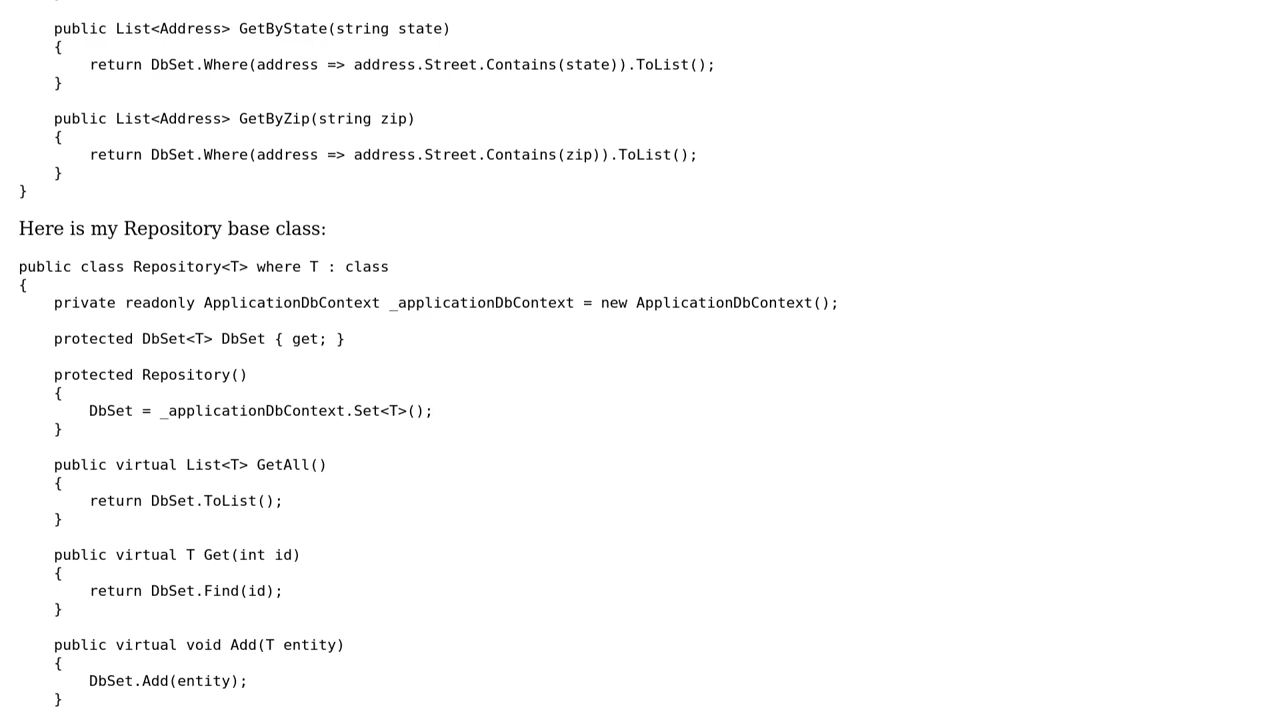 public List<Address> GetByState(string state)
    {
        return DbSet.Where(address => address.Street.Contains(state)).ToList();
    }

    public List<Address> GetByZip(string zip)
    {
        return DbSet.Where(address => address.Street.Contains(zip)).ToList();
    }
}
Here is my Repository base class:
public class Repository<T> where T : class
{
    private readonly ApplicationDbContext _applicationDbContext = new ApplicationDbContext();

    protected DbSet<T> DbSet { get; }

    protected Repository()
    {
        DbSet = _applicationDbContext.Set<T>();
    }

    public virtual List<T> GetAll()
    {
        return DbSet.ToList();
    }

    public virtual T Get(int id)
    {
        return DbSet.Find(id);
    }

    public virtual void Add(T entity)
    {
        DbSet.Add(entity);
    }